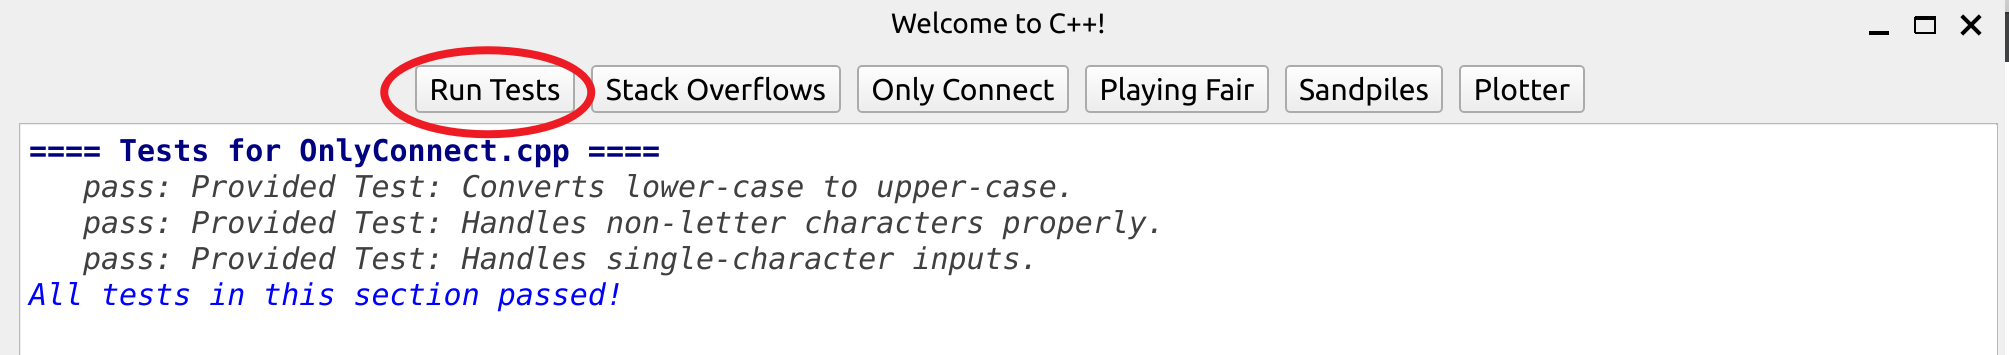 Welcome to C++!
Run Tests Stack Overflows Only Connect Playing Fair Sandpiles Plotter
==== Tests for OnlyConnect.cpp ====
pass: Provided Test: Converts lower-case to upper-case.
pass: Provided Test: Handles non-letter characters properly.
pass: Provided Test: Handles single-character inputs.
All tests in this section passed!